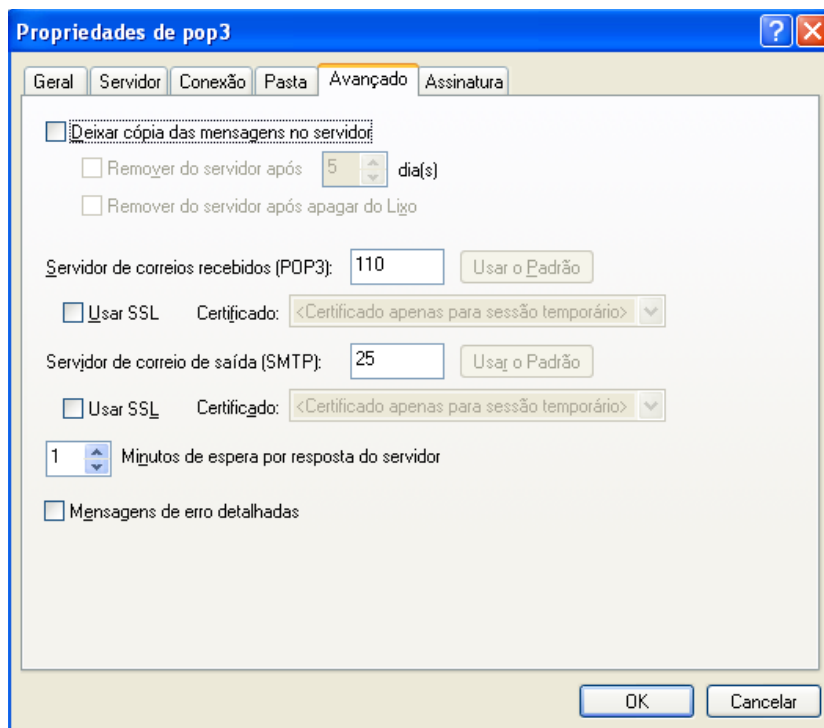 Propriedades de pop3
Geral Servidor Conexão Pasta Avançado Assinatura
Deixar cópia das mensagens no servidor
Remover do servidor após 5 dia(s)
Remover do servidor após apagar do Lixo
Servidor de correios recebidos (POP3): 110 Usar o Padrão
Usar SSL Certificado: <Certificado apenas para sessão temporário>
Servidor de correio de saída (SMTP): 25 Usar o Padrão
Usar SSL Certificado: <Certificado apenas para sessão temporário>
1 Minutos de espera por resposta do servidor
Mensagens de erro detalhadas
OK Cancelar